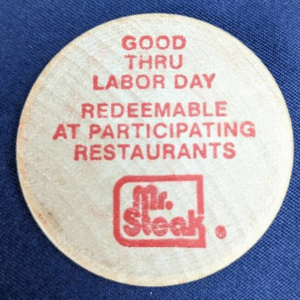 GOOD
THRU
LABOR DAY
REDEEMABLE
AT PARTICIPATING
RESTAURANTS
Mr.
Steak ®